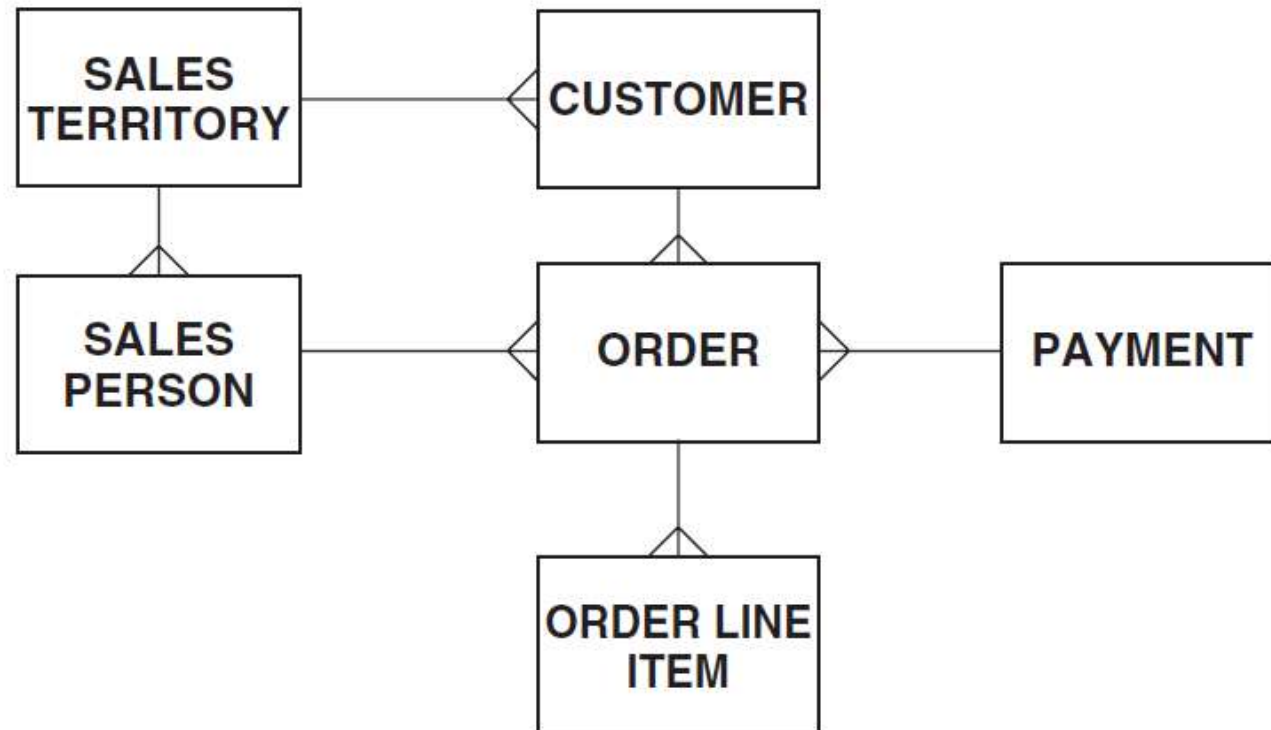 SALES
TERRITORY
CUSTOMER
SALES
PERSON
ORDER
PAYMENT
ORDER LINE
ITEM